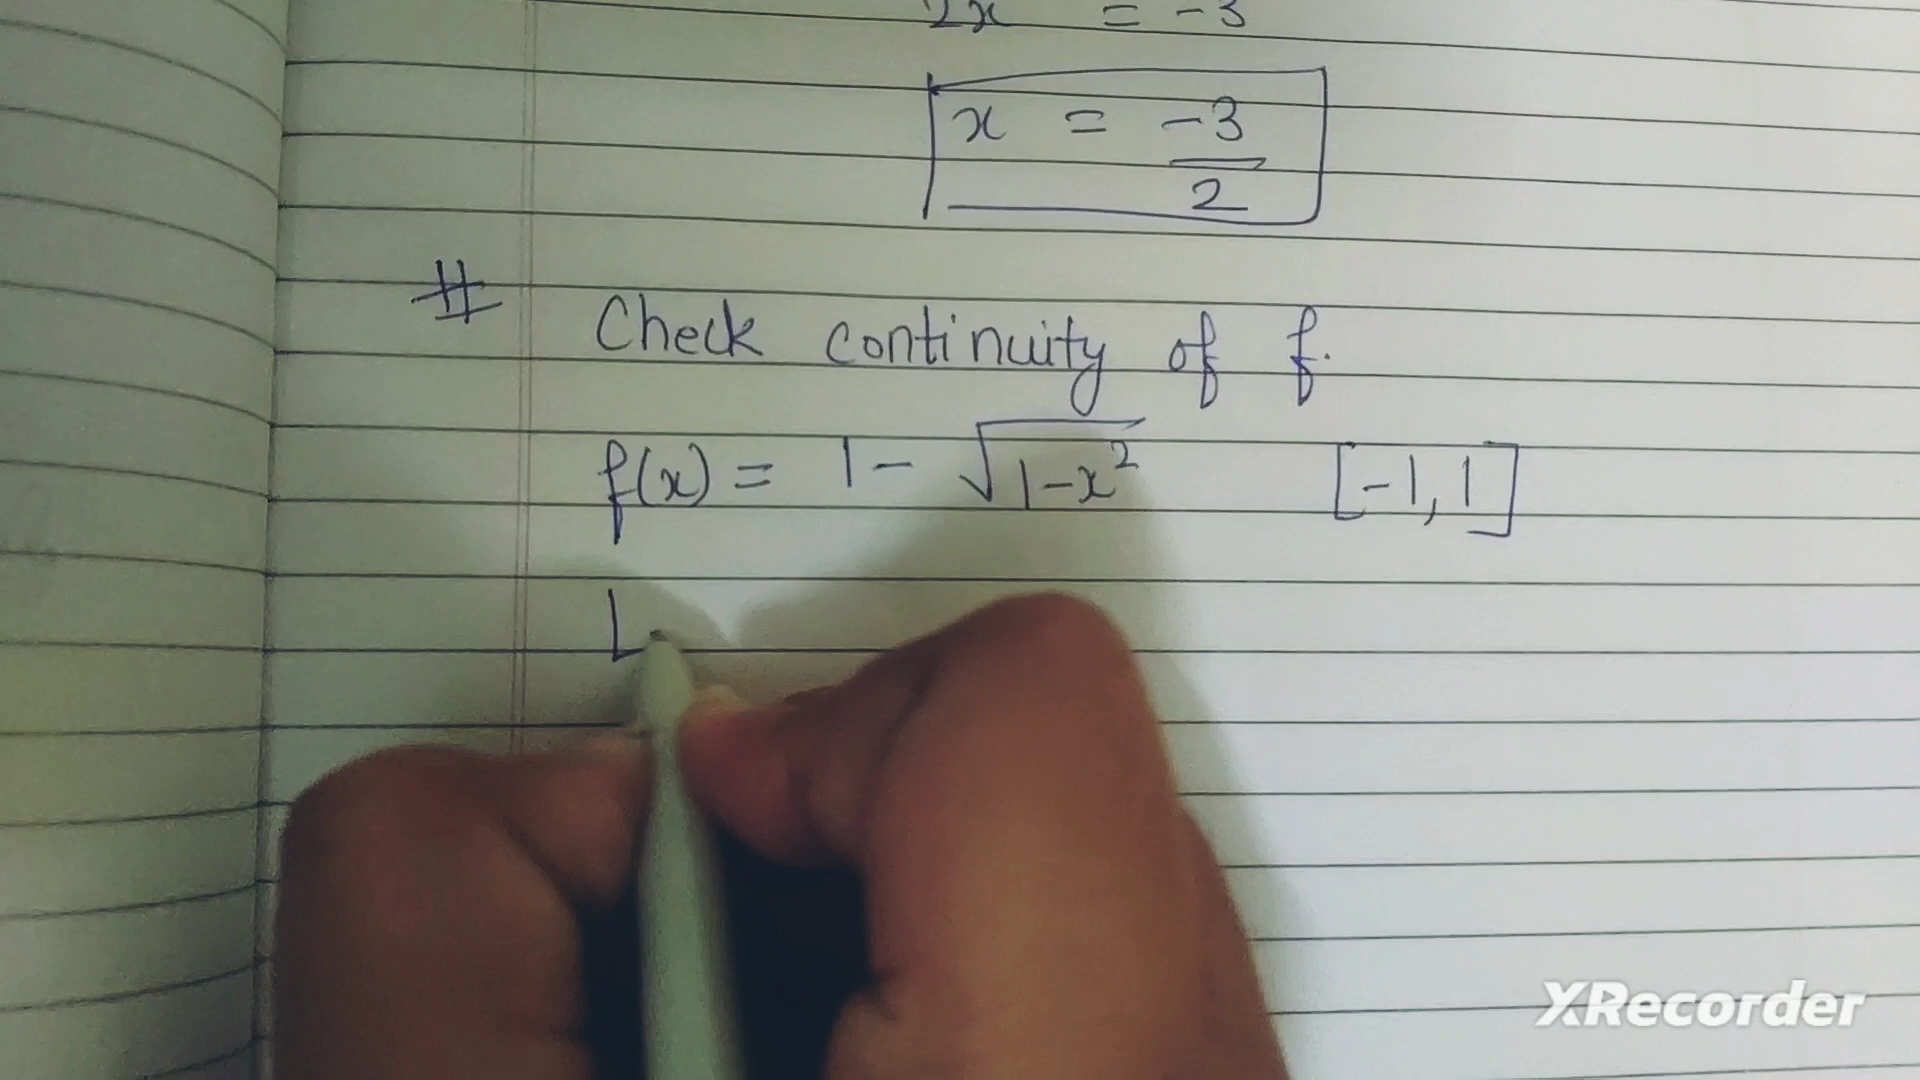 2x = -3
x = -3/2
# Check continuity of f.
f(x) = 1 - √(1-x²) [-1, 1]
L
XRecorder